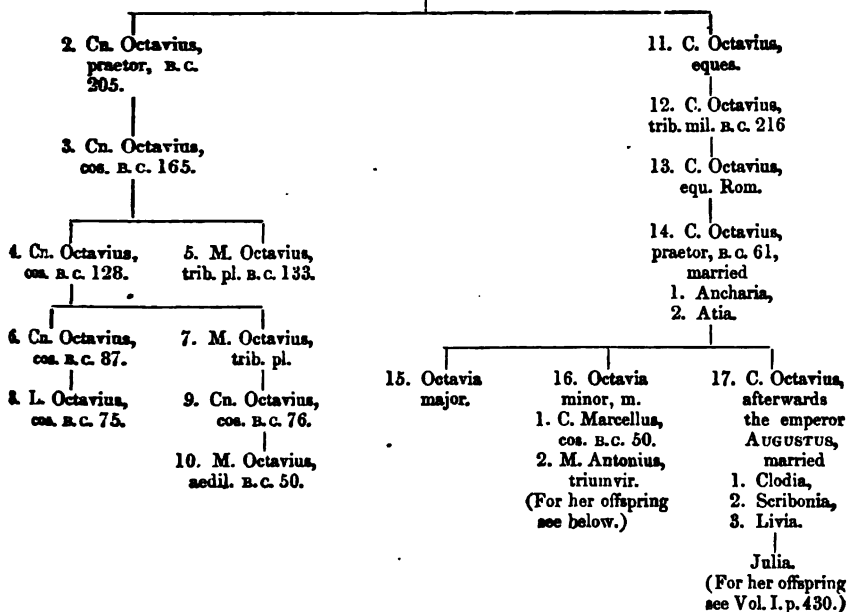 2. Cn. Octavius,
praetor, B. C.
205.
3. Cn. Octavius,
cos. B. C. 165.
4. Cn. Octavius,
cos. B. C. 128.
5. M. Octavius,
trib. pl. B. C. 133.
6. Cn. Octavius,
cos. B. C. 87.
7. M. Octavius,
trib. pl.
8. L. Octavius,
cos. B. C. 75.
9. Cn. Octavius,
cos. B. C. 76.
10. M. Octavius,
aedil. B. C. 50.
11. C. Octavius,
eques.
12. C. Octavius,
trib. mil. B. C. 216
13. C. Octavius,
equ. Rom.
14. C. Octavius,
praetor, B. C. 61,
married
1. Ancharia,
2. Atia.
15. Octavia
major.
16. Octavia
minor, m.
1. C. Marcellus,
cos. B. C. 50.
2. M. Antonius,
triumvir.
(For her offspring
see below.)
17. C. Octavius,
afterwards
the emperor
AUGUSTUS,
married
1. Clodia,
2. Scribonia,
3. Livia.
Julia.
(For her offspring
see Vol. I. p. 430.)